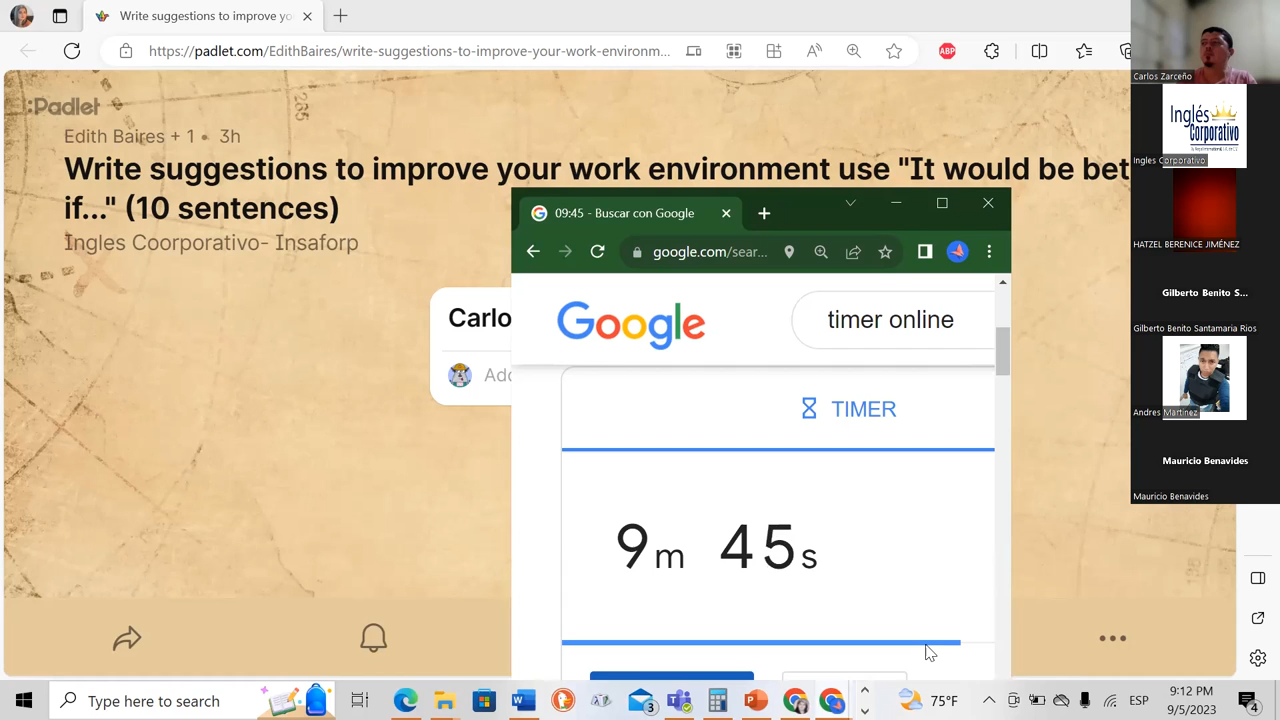 Write suggestions to improve yo
https://padlet.com/EdithBaires/write-suggestions-to-improve-your-work-environm...
ABP
:Padlet
Edith Baires + 1 • 3h
Write suggestions to improve your work environment use "It would be bet
if..." (10 sentences)
Ingles Coorporativo- Insaforp
Carlo
Add
09:45 - Buscar con Google
google.com/sear...
Google
timer online
TIMER
9m 45s
Carlos Zarceño
Inglés
Corporativo
Ingles Corporativo
HATZEL BERENICE JIMÉNEZ
Gilberto Benito S...
Gilberto Benito Santamaria Rios
Andres Martinez
Mauricio Benavides
Mauricio Benavides
Type here to search
3
75°F
ESP
9:12 PM
9/5/2023
4